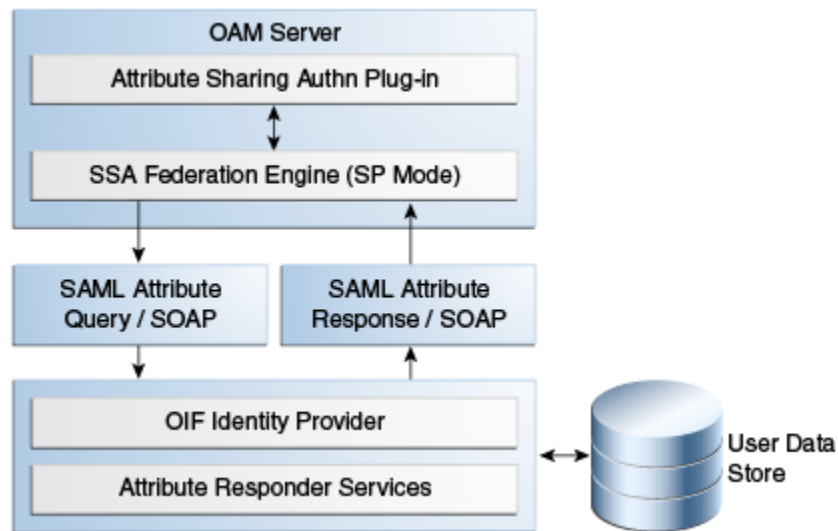 OAM Server
Attribute Sharing Authn Plug-in
SSA Federation Engine (SP Mode)
SAML Attribute
Query / SOAP
SAML Attribute
Response / SOAP
OIF Identity Provider
Attribute Responder Services
User Data
Store